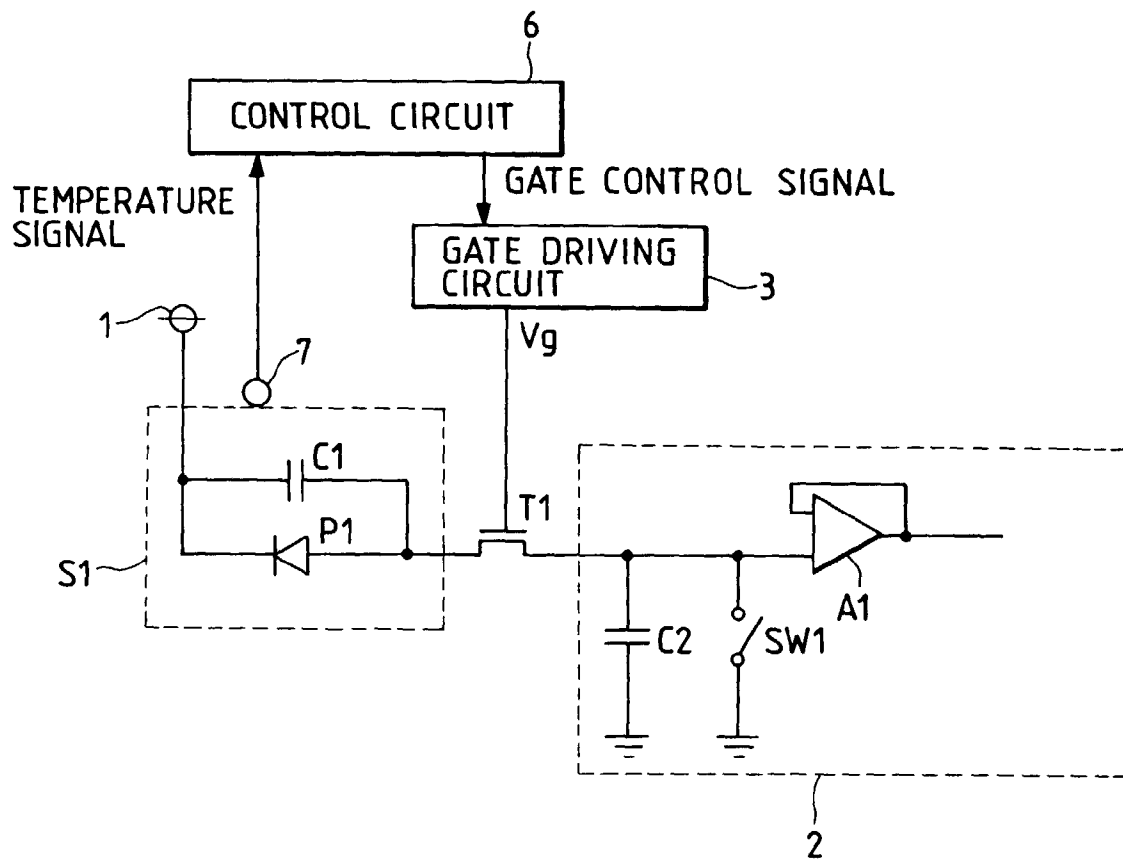 6
CONTROL CIRCUIT
TEMPERATURE
SIGNAL
GATE CONTROL SIGNAL
GATE DRIVING
CIRCUIT
3
1
7
Vg
C1
P1
S1
T1
A1
C2
SW1
2